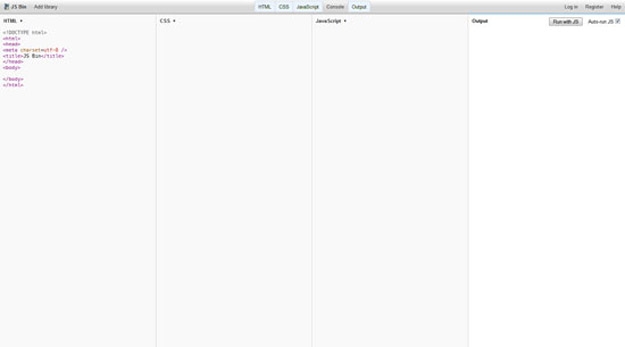 JS Bin Add library HTML CSS JavaScript Console Output Log in Register Help
HTML ▾ CSS ▾ JavaScript ▾ Output Run with JS Auto-run JS
<!DOCTYPE html>
<html>
<head>
<meta charset=utf-8 />
<title>JS Bin</title>
</head>
<body>
</body>
</html>